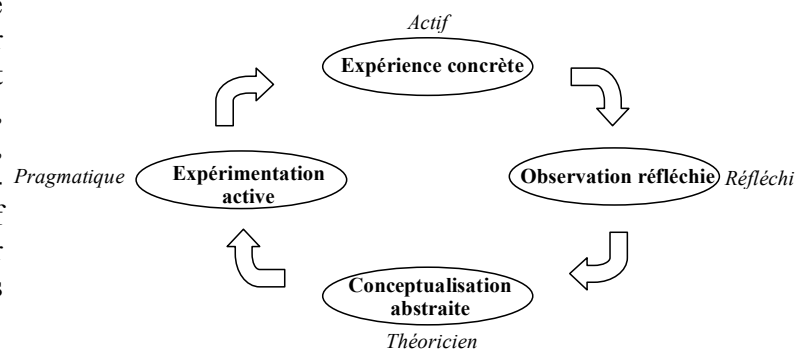 Actif
Expérience concrète
Pragmatique
Expérimentation
active
Observation réfléchie
Réfléchi
Conceptualisation
abstraite
Théoricien